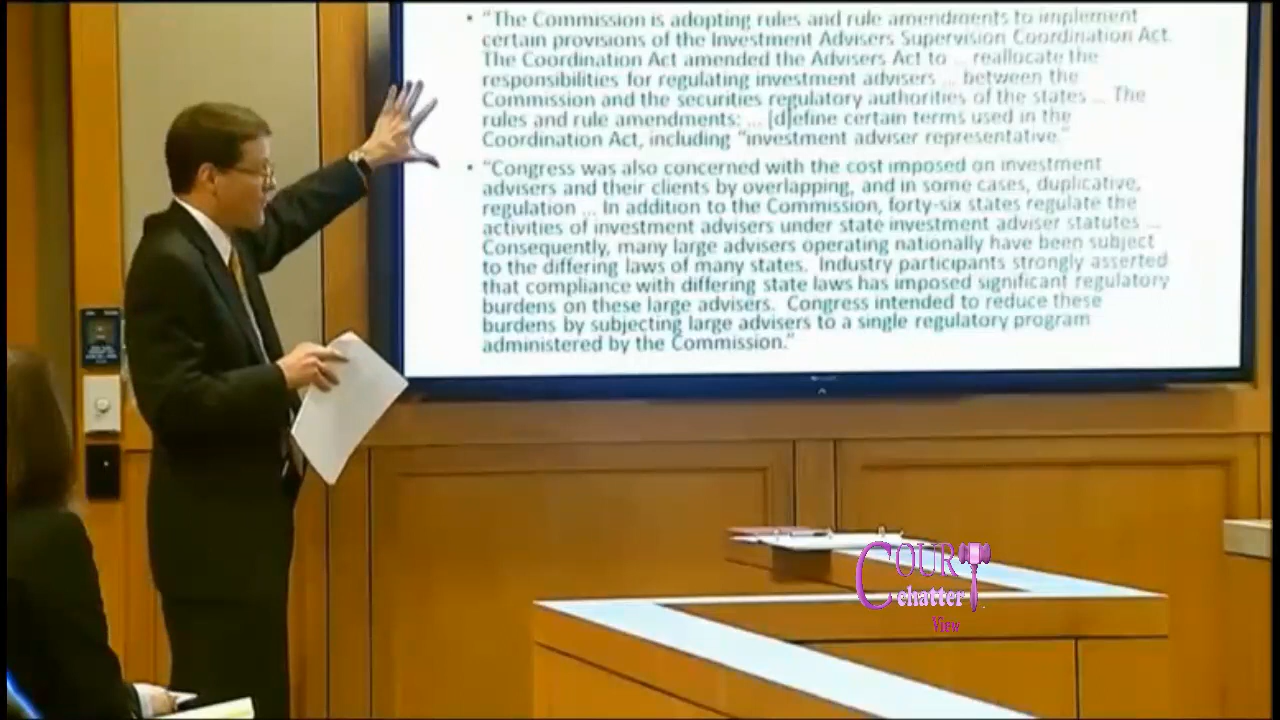 • “The Commission is adopting rules and rule amendments to implement
certain provisions of the Investment Advisers Supervision Coordination Act.
The Coordination Act amended the Advisers Act to ... reallocate the
responsibilities for regulating investment advisers ... between the
Commission and the securities regulatory authorities of the states ... The
rules and rule amendments: ... [d]efine certain terms used in the
Coordination Act, including “investment adviser representative.”
• “Congress was also concerned with the cost imposed on investment
advisers and their clients by overlapping, and in some cases, duplicative,
regulation ... In addition to the Commission, forty-six states regulate the
activities of investment advisers under state investment adviser statutes ...
Consequently, many large advisers operating nationally have been subject
to the differing laws of many states. Industry participants strongly asserted
that compliance with differing state laws has imposed significant regulatory
burdens on these large advisers. Congress intended to reduce these
burdens by subjecting large advisers to a single regulatory program
administered by the Commission.”
COURT
chatter
View